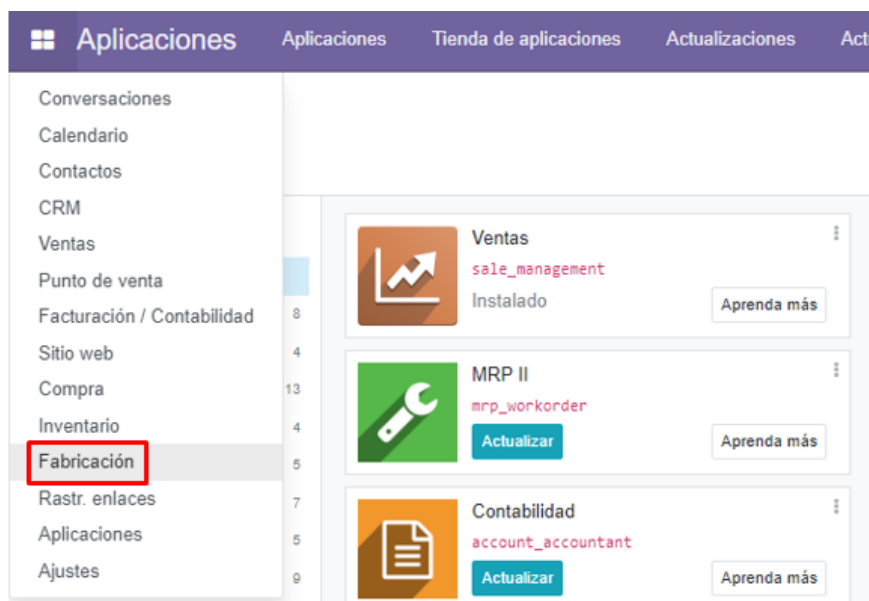 Aplicaciones
Aplicaciones
Tienda de aplicaciones
Actualizaciones
Conversaciones
Calendario
Contactos
CRM
Ventas
Punto de venta
Facturación / Contabilidad
8
Sitio web
4
Compra
13
Inventario
4
Fabricación
5
Rastr. enlaces
7
Aplicaciones
5
Ajustes
9
Ventas
sale_management
Instalado
Aprenda más
MRP II
mrp_workorder
Actualizar
Aprenda más
Contabilidad
account_accountant
Actualizar
Aprenda más